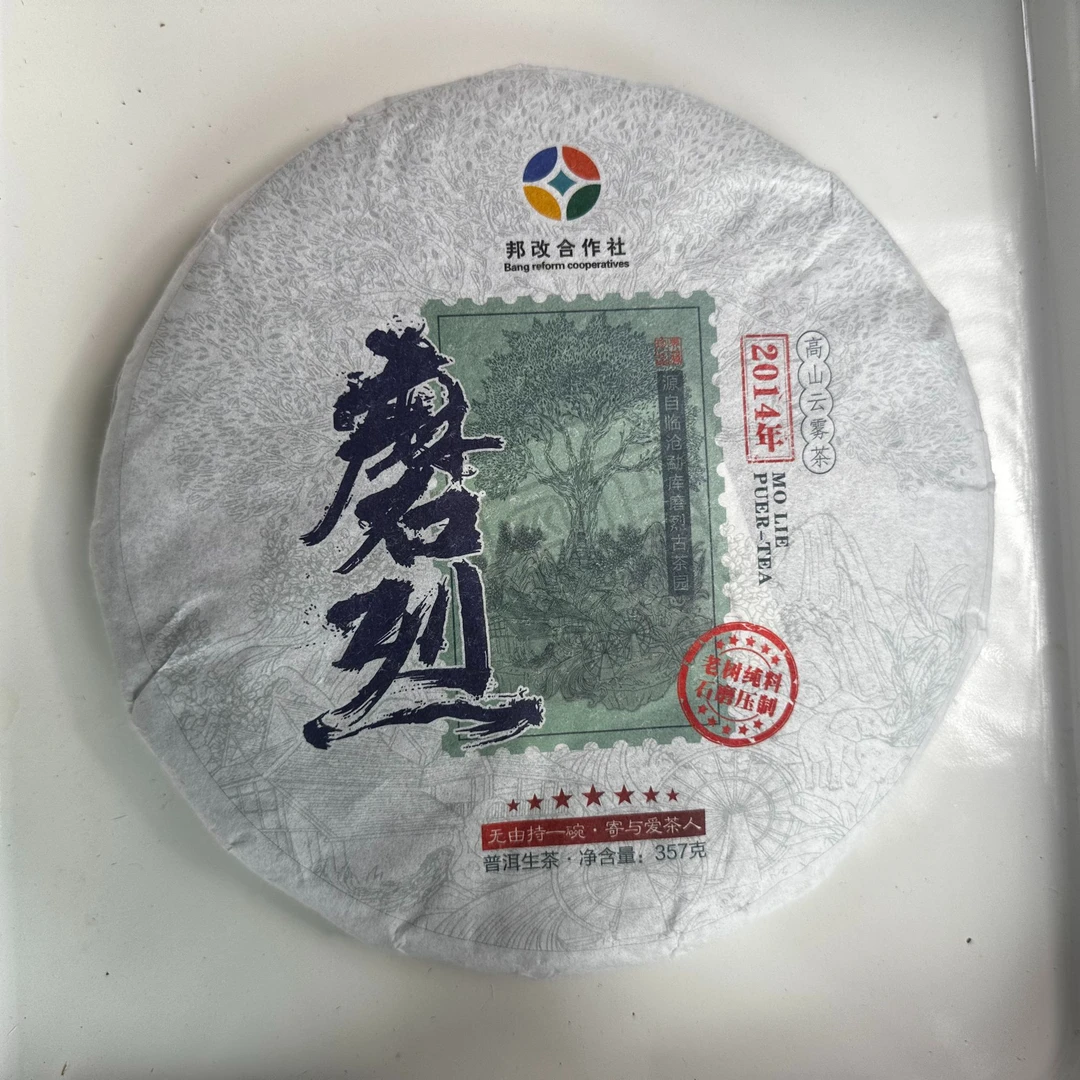 邦改合作社
Bang reform cooperatives
磨烈
源自临沧勐库磨烈古茶园
高山云雾茶
2014年
MO LIE
PUER-TEA
老树纯料
石磨压制
无由持一碗·寄与爱茶人
普洱生茶·净含量：357克